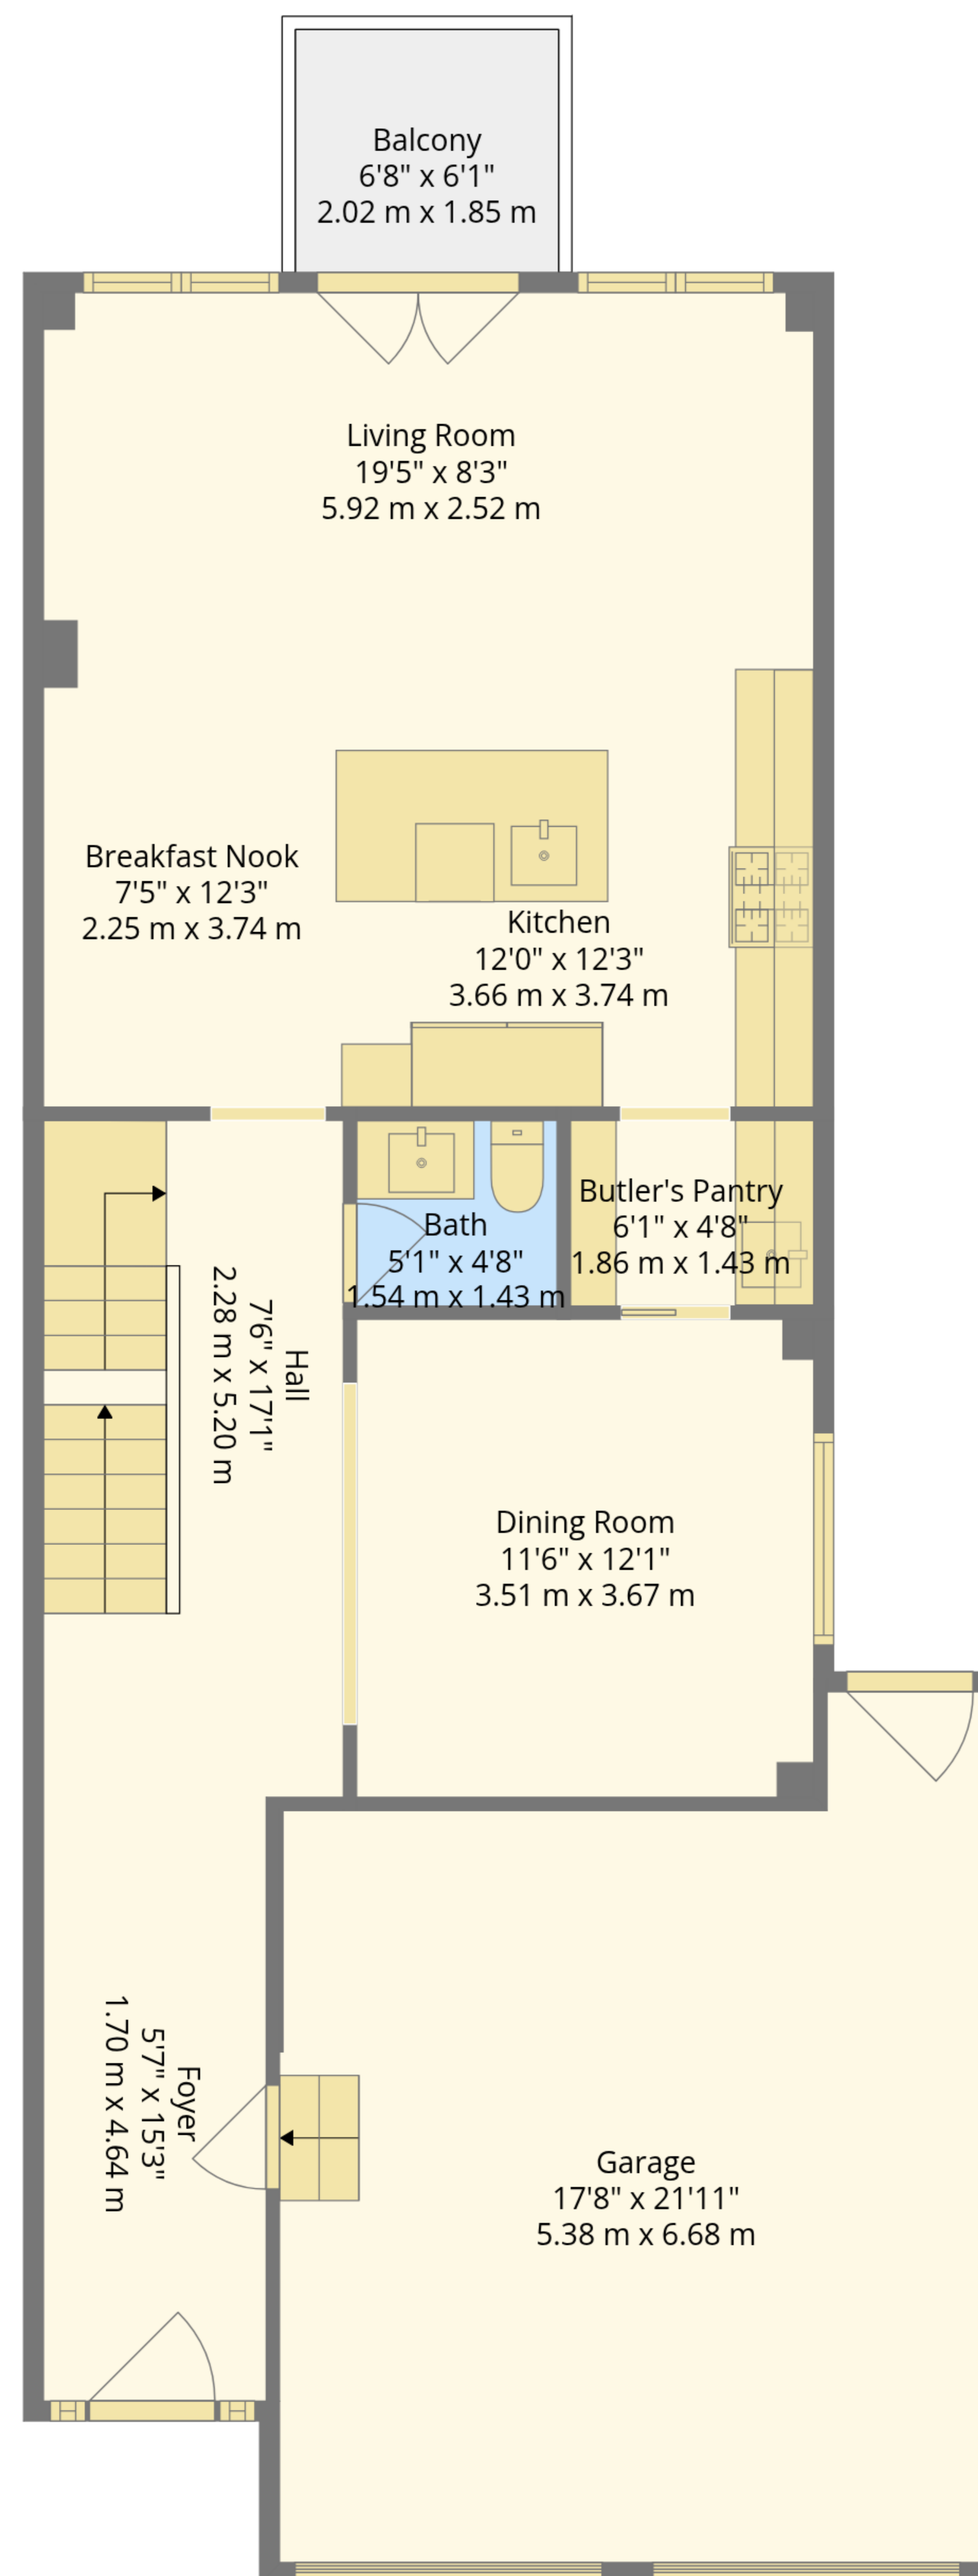 Balcony
6'8" x 6'1"
2.02 m x 1.85 m
Living Room
19'5" x 8'3"
5.92 m x 2.52 m
Breakfast Nook
7'5" x 12'3"
2.25 m x 3.74 m
Kitchen
12'0" x 12'3"
3.66 m x 3.74 m
Butler's Pantry
6'1" x 4'8"
1.86 m x 1.43 m
Bath
5'1" x 4'8"
1.54 m x 1.43 m
Hall
7'6" x 17'1"
2.28 m x 5.20 m
Dining Room
11'6" x 12'1"
3.51 m x 3.67 m
Foyer
5'7" x 15'3"
1.70 m x 4.64 m
Garage
17'8" x 21'11"
5.38 m x 6.68 m